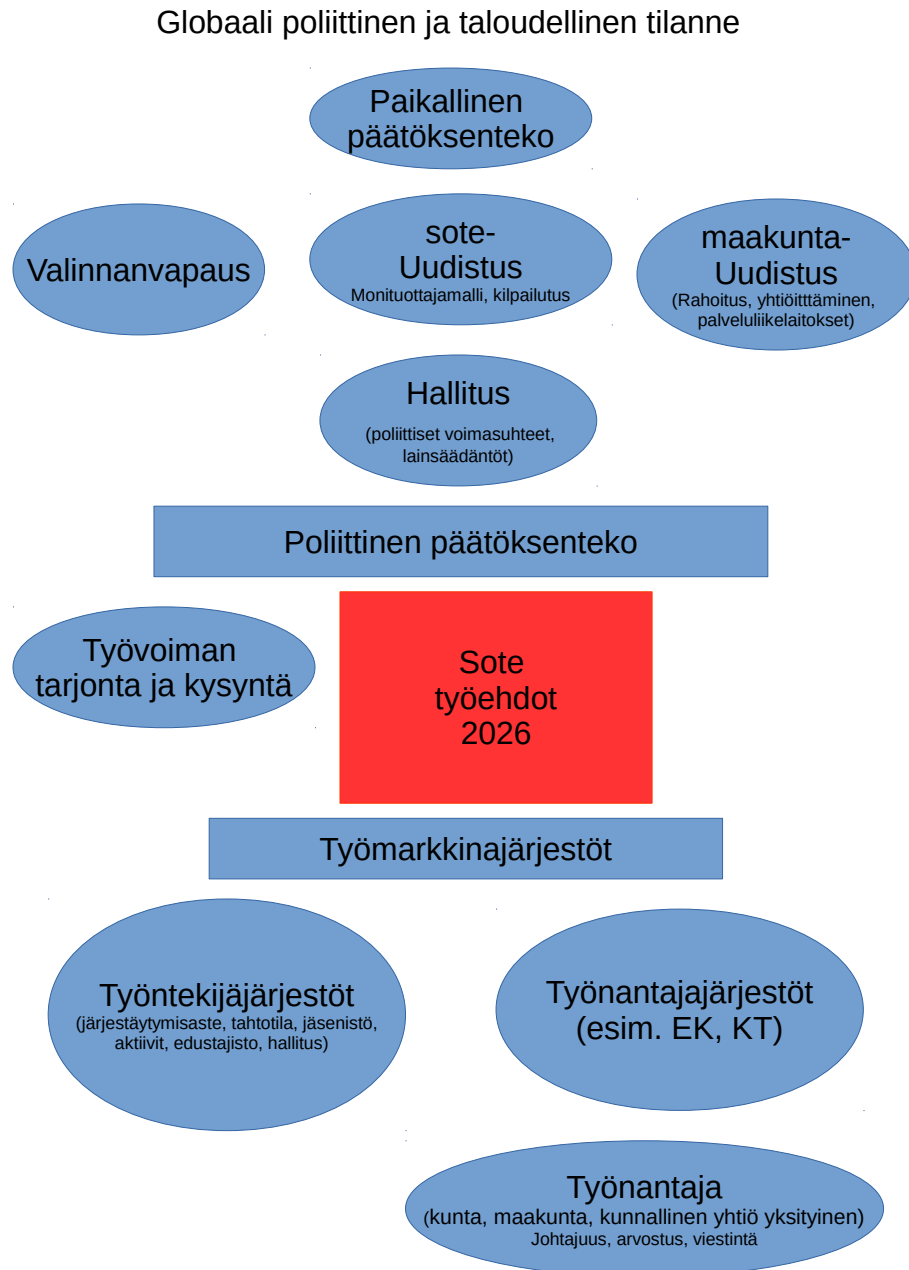 Globaali poliittinen ja taloudellinen tilanne
Paikallinen
päätöksenteko
Valinnanvapaus
sote-
Uudistus
Monituottajamalli, kilpailutus
maakunta-
Uudistus
(Rahoitus, yhtiöitttäminen,
palveluliikelaitokset)
Hallitus
(poliittiset voimasuhteet,
lainsäädäntöt)
Poliittinen päätöksenteko
Työvoiman
tarjonta ja kysyntä
Sote
työehdot
2026
Työmarkkinajärjestöt
Työntekijäjärjestöt
(järjestäytymisaste, tahtotila, jäsenistö,
aktiivit, edustajisto, hallitus)
Työnantajajärjestöt
(esim. EK, KT)
Työnantaja
(kunta, maakunta, kunnallinen yhtiö yksityinen)
Johtajuus, arvostus, viestintä